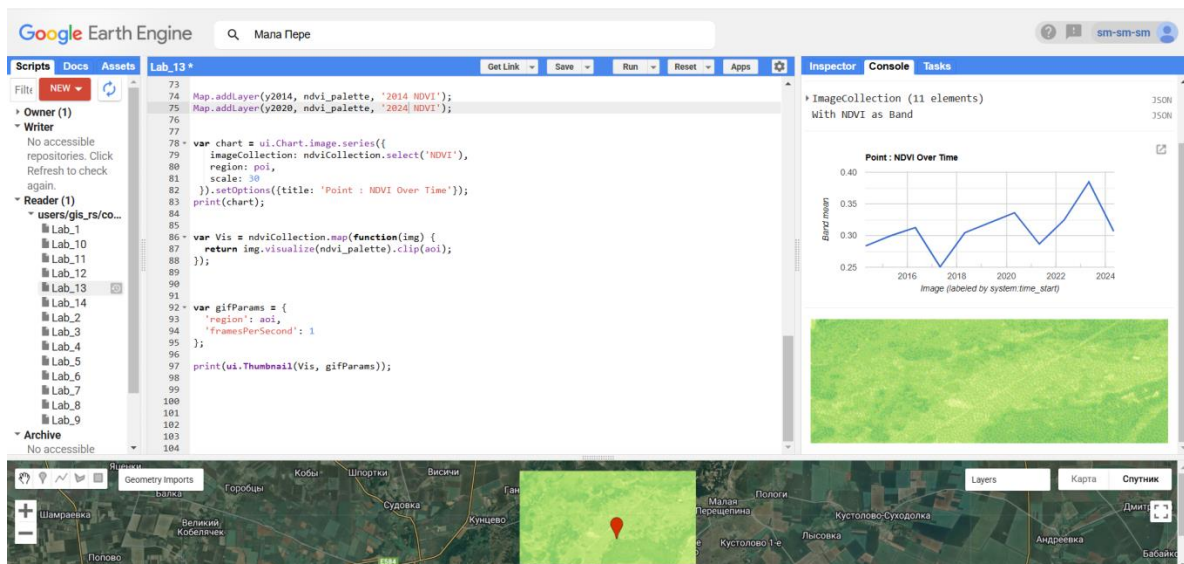 Google Earth Engine
Мала Пере
sm-sm-sm
Scripts Docs Assets
Filte NEW
Owner (1)
Writer
No accessible
repositories. Click
Refresh to check
again.
Reader (1)
users/gis_rs/co...
Lab_1
Lab_10
Lab_11
Lab_12
Lab_13
Lab_14
Lab_2
Lab_3
Lab_4
Lab_5
Lab_6
Lab_7
Lab_8
Lab_9
Archive
No accessible
Lab_13 *
Get Link Save Run Reset Apps
73
74 Map.addLayer(y2014, ndvi_palette, '2014 NDVI');
75 Map.addLayer(y2020, ndvi_palette, '2024 NDVI');
76
77
78 var chart = ui.Chart.image.series({
79 imageCollection: ndviCollection.select('NDVI'),
80 region: poi,
81 scale: 30
82 }).setOptions({title: 'Point : NDVI Over Time'});
83 print(chart);
84
85
86 var Vis = ndviCollection.map(function(img) {
87 return img.visualize(ndvi_palette).clip(aoi);
88 });
89
90
91
92 var gifParams = {
93 'region': aoi,
94 'framesPerSecond': 1
95 };
96
97 print(ui.Thumbnail(Vis, gifParams));
98
99
100
101
102
103
104
Inspector Console Tasks
ImageCollection (11 elements) JSON
With NDVI as Band JSON
Point : NDVI Over Time
Band mean
0.40
0.35
0.30
0.25
2016 2018 2020 2022 2024
Image (labeled by system:time_start)
Geometry Imports
Layers
Карта Спутник
Яценки
Балка
Горобцы
Кобы
Шпортки
Висичи
Судовка
Ган
Малая
Перещепина
Пологи
Шамраевка
Великий
Кобелячек
Кунцево
Кустолово-Суходолка
Дмит
Попово
Кустолово 1-е
Лысовка
Андреевка
Бабайко